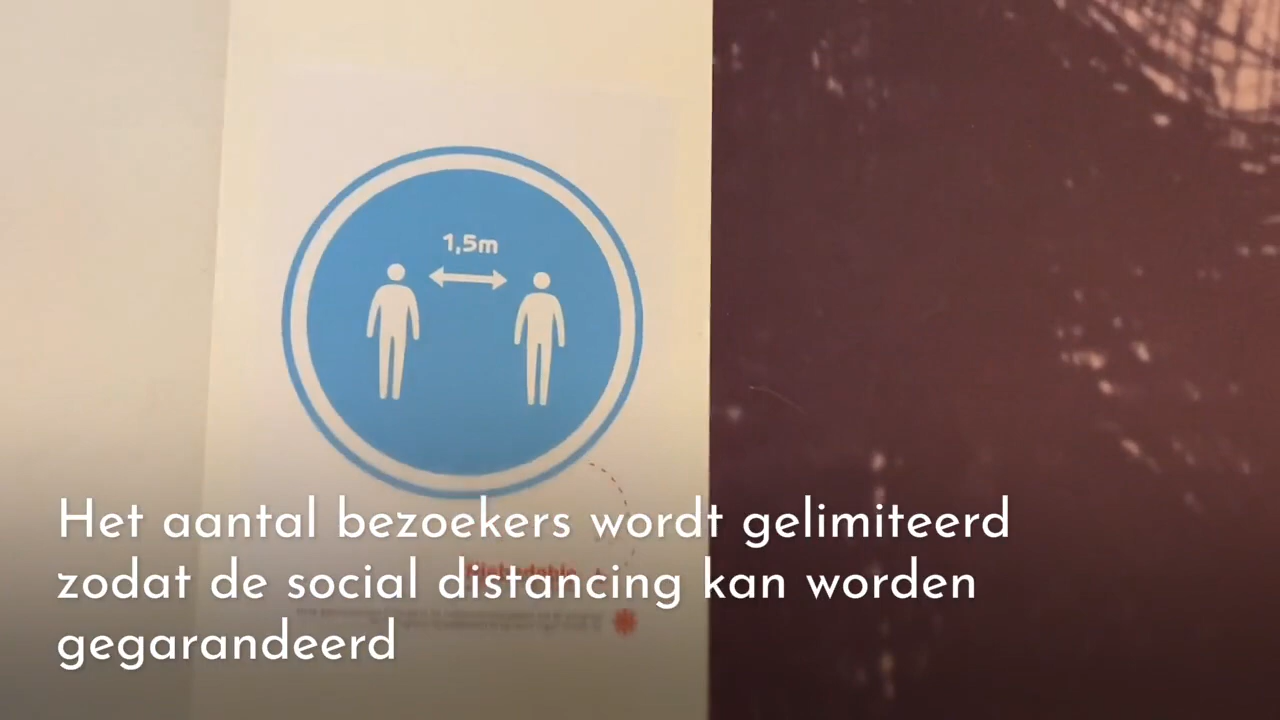 1,5m
Het aantal bezoekers wordt gelimiteerd
zodat de social distancing kan worden
gegarandeerd